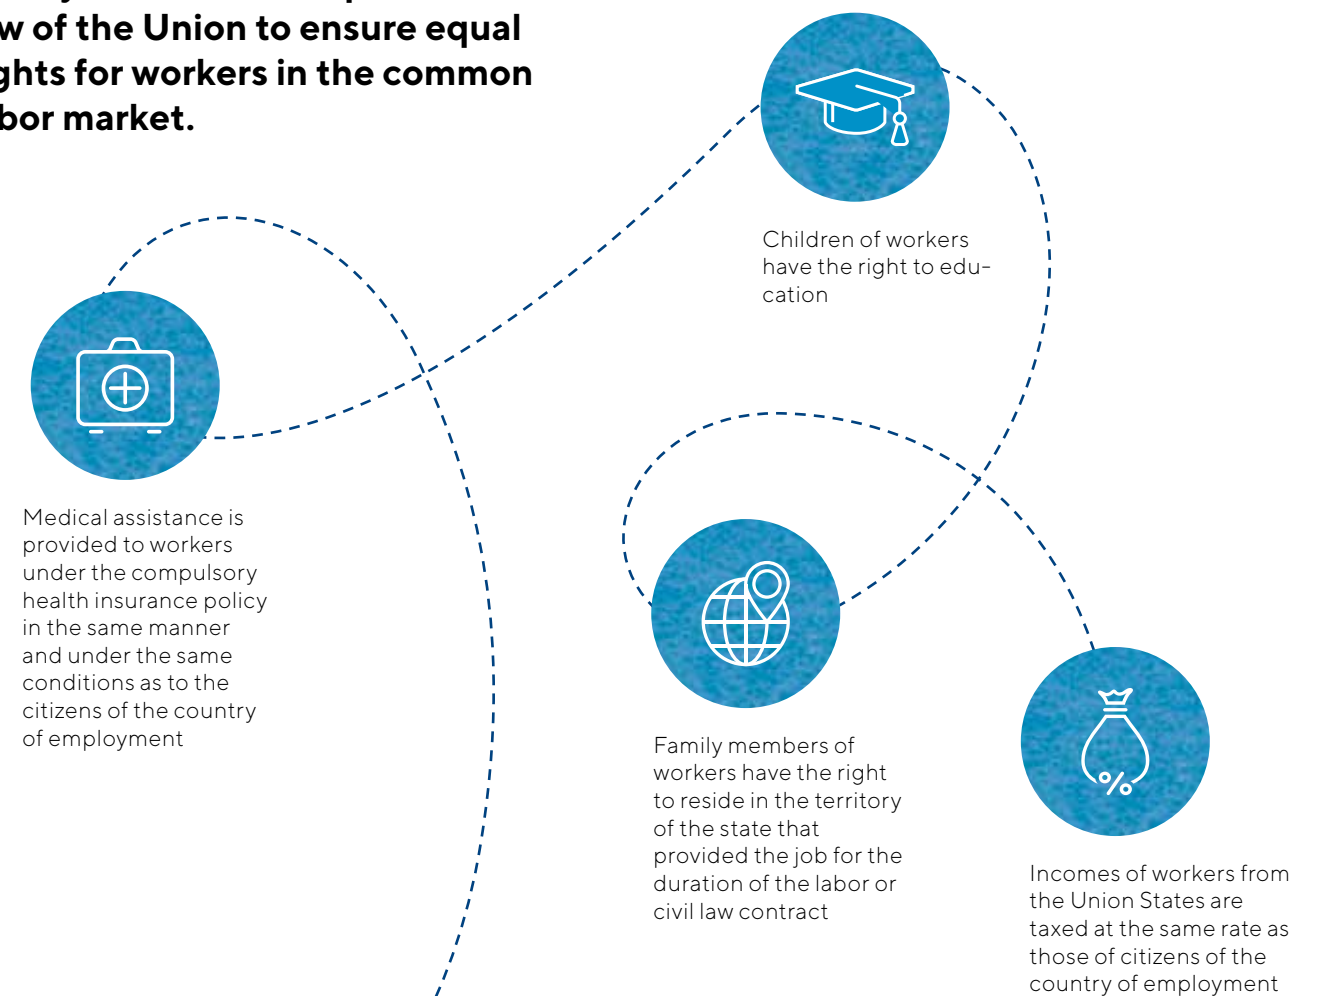 w of the Union to ensure equal
ghts for workers in the common
bor market.
Children of workers
have the right to edu-
cation
Medical assistance is
provided to workers
under the compulsory
health insurance policy
in the same manner
and under the same
conditions as to the
citizens of the country
of employment
Family members of
workers have the right
to reside in the territory
of the state that
provided the job for the
duration of the labor or
civil law contract
%
Incomes of workers from
the Union States are
taxed at the same rate as
those of citizens of the
country of employment